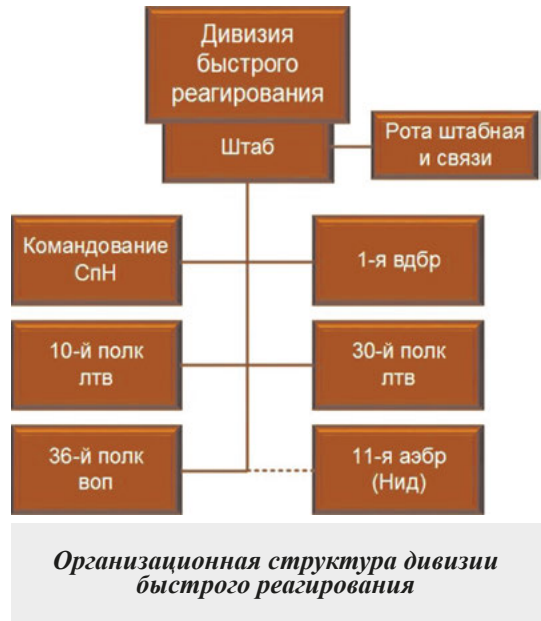 Дивизия
быстрого
реагирования
Штаб
Рота штабная
и связи
Командование
СпН
1-я вдбр
10-й полк
лтв
30-й полк
лтв
36-й полк
воп
11-я аэбр
(Нид)
Организационная структура дивизии
быстрого реагирования